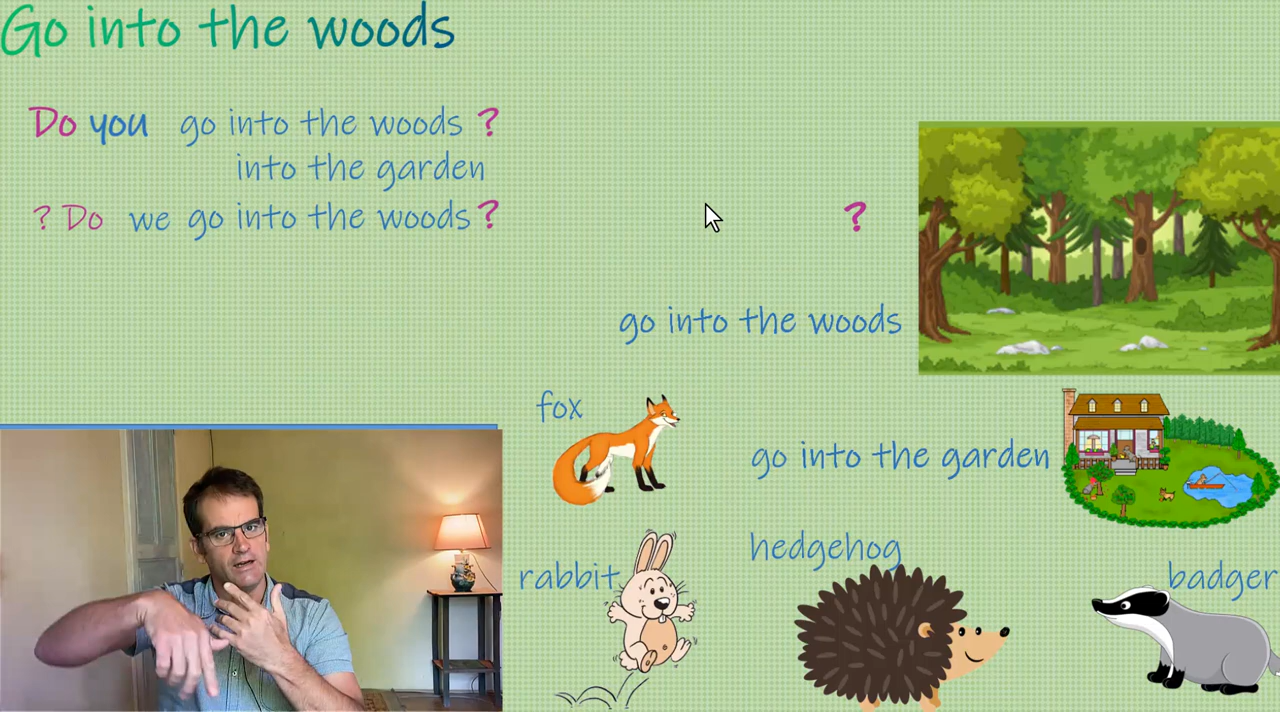 Go into the woods
Do you go into the woods ?
into the garden
? Do we go into the woods ?
?
go into the woods
fox
go into the garden
hedgehog
rabbit
badger